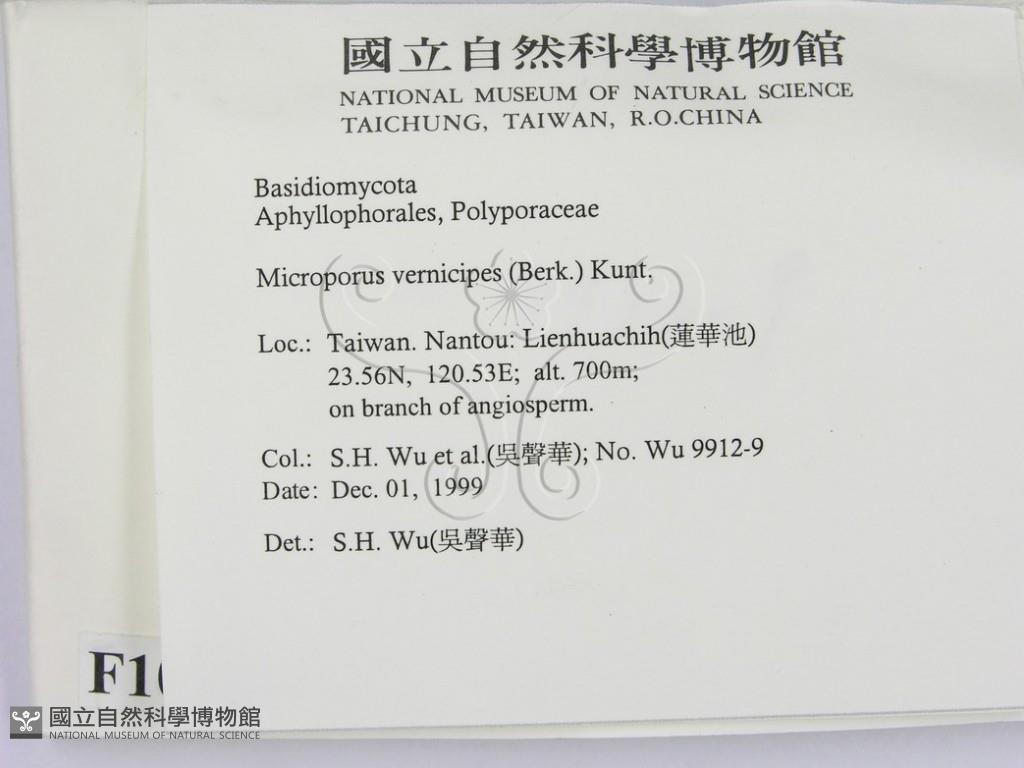 國立自然科學博物館
NATIONAL MUSEUM OF NATURAL SCIENCE
TAICHUNG, TAIWAN, R.O.CHINA
Basidiomycota
Aphyllophorales, Polyporaceae
Microporus vernicipes (Berk.) Kunt.
Loc.: Taiwan. Nantou: Lienhuachih(蓮華池)
23.56N, 120.53E; alt. 700m;
on branch of angiosperm.
Col.: S.H. Wu et al.(吳聲華); No. Wu 9912-9
Date: Dec. 01, 1999
Det.: S.H. Wu(吳聲華)
國立自然科學博物館
NATIONAL MUSEUM OF NATURAL SCIENCE